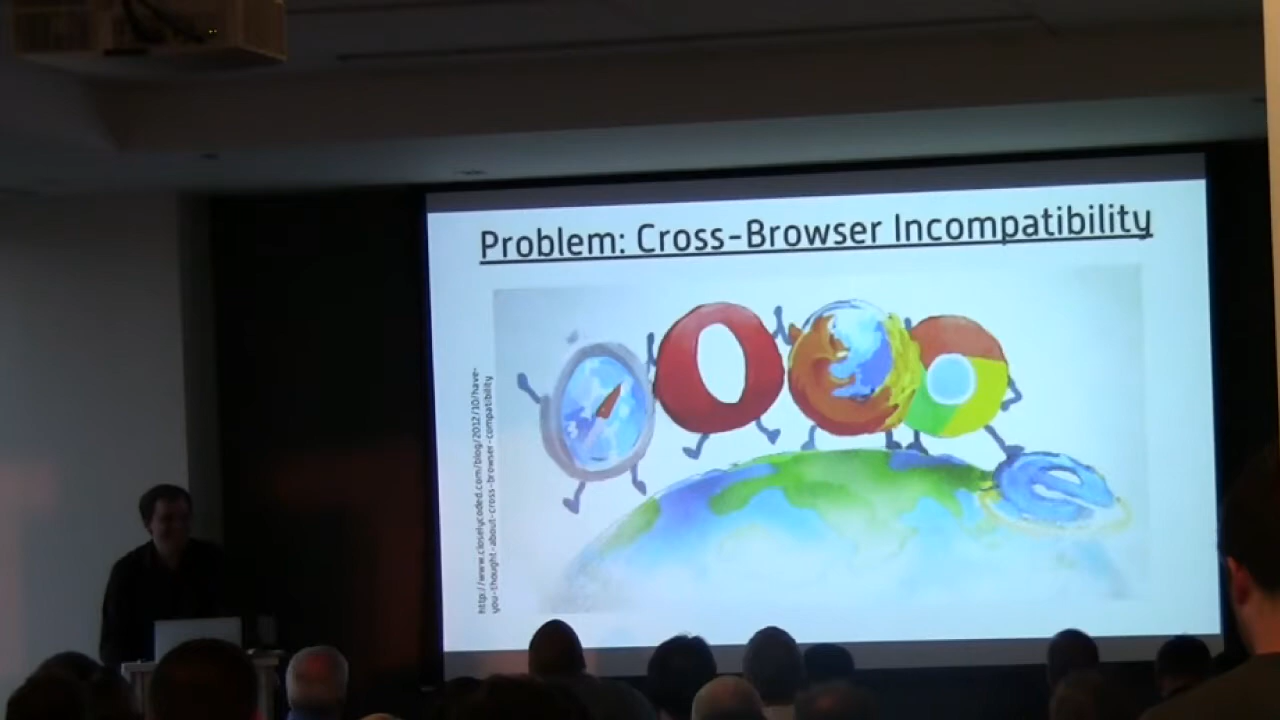 Problem: Cross-Browser Incompatibility
http://www.closelycoded.com/blog/2012/10/have-
you-thought-about-cross-browser-compatibility